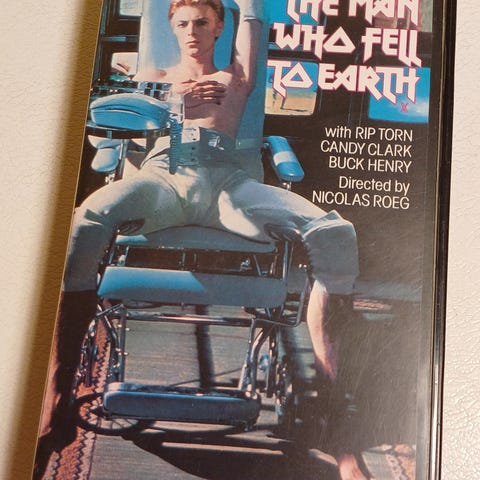 THE MAN
WHO FELL
TO EARTH
X
with RIP TORN
CANDY CLARK
BUCK HENRY
Directed by
NICOLAS ROEG